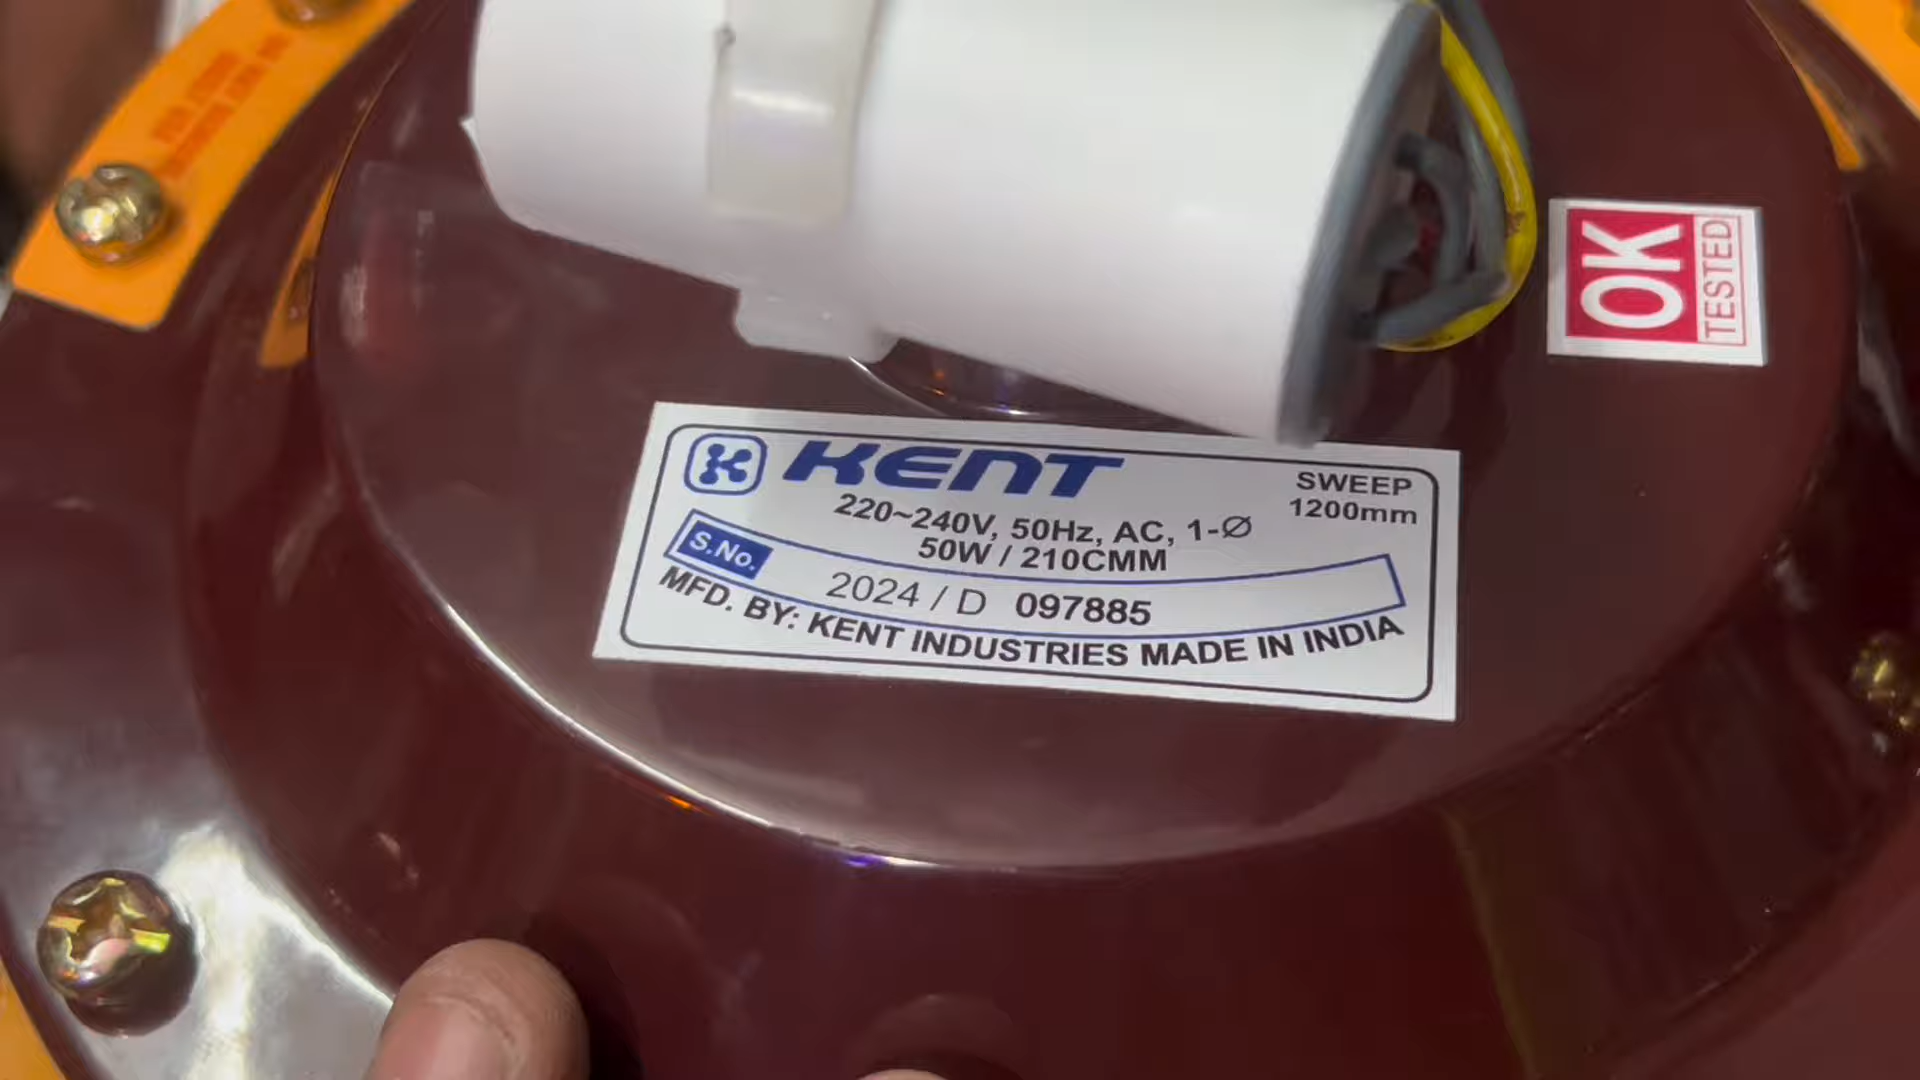 KENT
SWEEP
1200mm
220~240V, 50Hz, AC, 1-Ø
50W / 210CMM
S.No.
2024 / D 097885
MFD. BY: KENT INDUSTRIES MADE IN INDIA
OK
TESTED